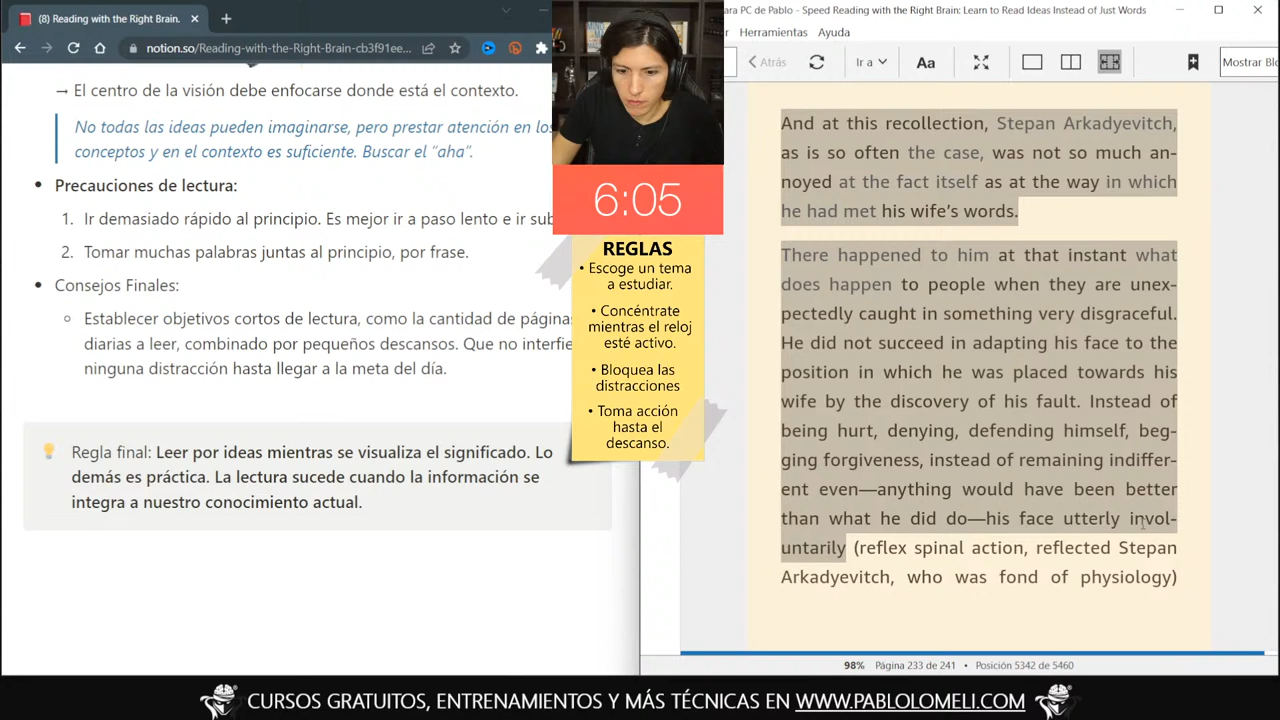 (8) Reading with the Right Brain.
notion.so/Reading-with-the-Right-Brain-cb3f91ee...
→ El centro de la visión debe enfocarse donde está el contexto.
No todas las ideas pueden imaginarse, pero prestar atención en los
conceptos y en el contexto es suficiente. Buscar el "aha".
• Precauciones de lectura:
1. Ir demasiado rápido al principio. Es mejor ir a paso lento e ir sub
2. Tomar muchas palabras juntas al principio, por frase.
• Consejos Finales:
Establecer objetivos cortos de lectura, como la cantidad de páginas
diarias a leer, combinado por pequeños descansos. Que no interfie
ninguna distracción hasta llegar a la meta del día.
Regla final: Leer por ideas mientras se visualiza el significado. Lo
demás es práctica. La lectura sucede cuando la información se
integra a nuestro conocimiento actual.
6:05
REGLAS
• Escoge un tema
a estudiar.
• Concéntrate
mientras el reloj
esté activo.
• Bloquea las
distracciones
• Toma acción
hasta el
descanso.
ara PC de Pablo - Speed Reading with the Right Brain: Learn to Read Ideas Instead of Just Words
Herramientas Ayuda
Atrás Ir a Aa Mostrar Blo
And at this recollection, Stepan Arkadyevitch,
as is so often the case, was not so much an-
noyed at the fact itself as at the way in which
he had met his wife's words.
There happened to him at that instant what
does happen to people when they are unex-
pectedly caught in something very disgraceful.
He did not succeed in adapting his face to the
position in which he was placed towards his
wife by the discovery of his fault. Instead of
being hurt, denying, defending himself, beg-
ging forgiveness, instead of remaining indiffer-
ent even—anything would have been better
than what he did do—his face utterly invol-
untarily (reflex spinal action, reflected Stepan
Arkadyevitch, who was fond of physiology)
98% Página 233 de 241 • Posición 5342 de 5460
CURSOS GRATUITOS, ENTRENAMIENTOS Y MÁS TÉCNICAS EN WWW.PABLOLOMELI.COM